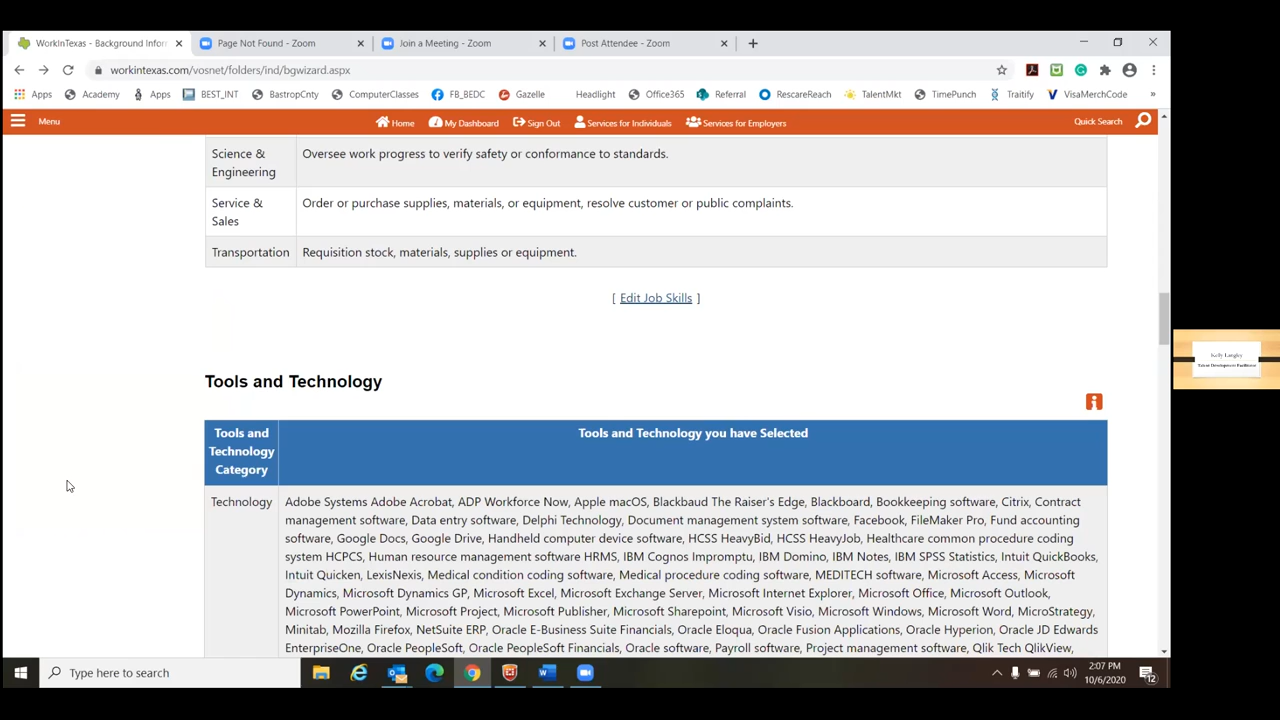 WorkInTexas - Background Infor
Page Not Found - Zoom
Join a Meeting - Zoom
Post Attendee - Zoom
workintexas.com/vosnet/folders/ind/bgwizard.aspx
Apps Academy Apps BEST_INT BastropCnty ComputerClasses FB_BEDC Gazelle Headlight Office365 Referral RescareReach TalentMkt TimePunch Traitify VisaMerchCode »
Menu Home My Dashboard Sign Out Services for Individuals Services for Employers Quick Search
Science &
Engineering
Oversee work progress to verify safety or conformance to standards.
Service &
Sales
Order or purchase supplies, materials, or equipment, resolve customer or public complaints.
Transportation
Requisition stock, materials, supplies or equipment.
[ Edit Job Skills ]
Kelly Langley
Talent Development Facilitator
Tools and Technology
Tools and
Technology
Category
Tools and Technology you have Selected
Technology
Adobe Systems Adobe Acrobat, ADP Workforce Now, Apple macOS, Blackbaud The Raiser's Edge, Blackboard, Bookkeeping software, Citrix, Contract
management software, Data entry software, Delphi Technology, Document management system software, Facebook, FileMaker Pro, Fund accounting
software, Google Docs, Google Drive, Handheld computer device software, HCSS HeavyBid, HCSS HeavyJob, Healthcare common procedure coding
system HCPCS, Human resource management software HRMS, IBM Cognos Impromptu, IBM Domino, IBM Notes, IBM SPSS Statistics, Intuit QuickBooks,
Intuit Quicken, LexisNexis, Medical condition coding software, Medical procedure coding software, MEDITECH software, Microsoft Access, Microsoft
Dynamics, Microsoft Dynamics GP, Microsoft Excel, Microsoft Exchange Server, Microsoft Internet Explorer, Microsoft Office, Microsoft Outlook,
Microsoft PowerPoint, Microsoft Project, Microsoft Publisher, Microsoft Sharepoint, Microsoft Visio, Microsoft Windows, Microsoft Word, MicroStrategy,
Minitab, Mozilla Firefox, NetSuite ERP, Oracle E-Business Suite Financials, Oracle Eloqua, Oracle Fusion Applications, Oracle Hyperion, Oracle JD Edwards
EnterpriseOne, Oracle PeopleSoft, Oracle PeopleSoft Financials, Oracle software, Payroll software, Project management software, Qlik Tech QlikView,
Type here to search
2:07 PM
10/6/2020
12